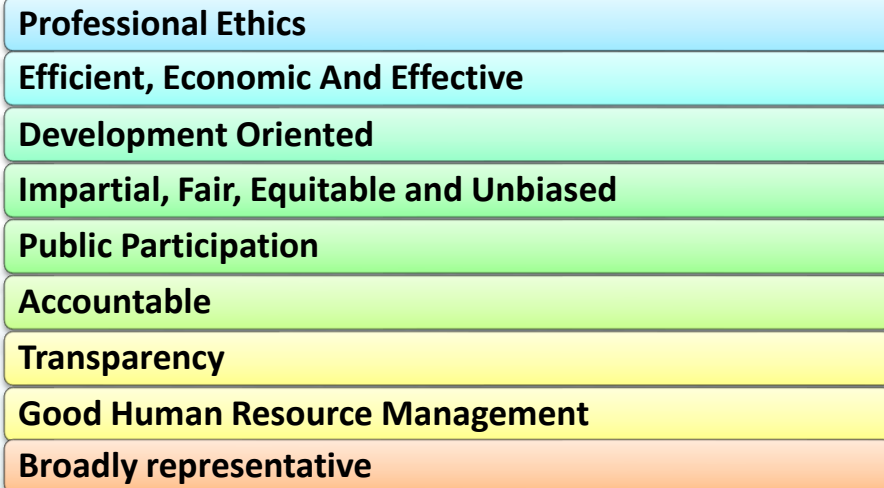 Professional Ethics
Efficient, Economic And Effective
Development Oriented
Impartial, Fair, Equitable and Unbiased
Public Participation
Accountable
Transparency
Good Human Resource Management
Broadly representative